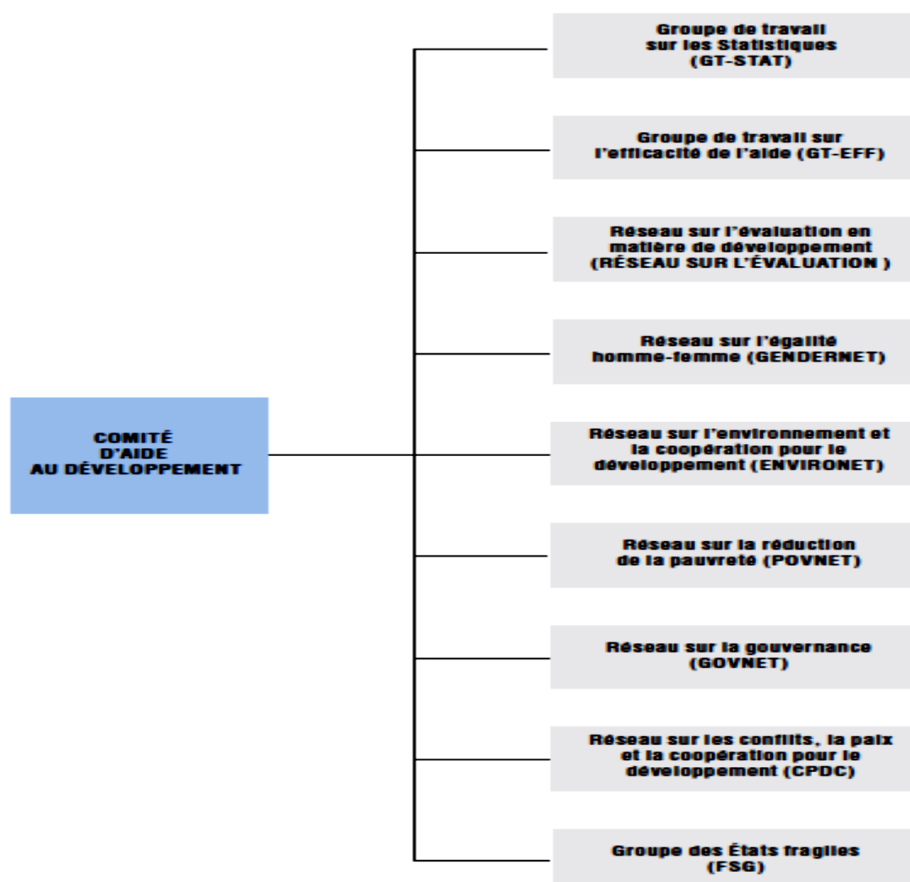 Groupe de travail
sur les Statistiques
(GT-STAT)
Groupe de travail sur
l'efficacité de l'aide (GT-EFF)
Réseau sur l'évaluation en
matière de développement
(RÉSEAU SUR L'ÉVALUATION )
Réseau sur l'égalité
homme-femme (GENDERNET)
COMITÉ
D'AIDE
AU DÉVELOPPEMENT
Réseau sur l'environnement et
la coopération pour le
développement (ENVIRONET)
Réseau sur la réduction
de la pauvreté (POVNET)
Réseau sur la gouvernance
(GOVNET)
Réseau sur les conflits, la paix
et la coopération pour le
développement (CPDC)
Groupe des États fragiles
(FSG)